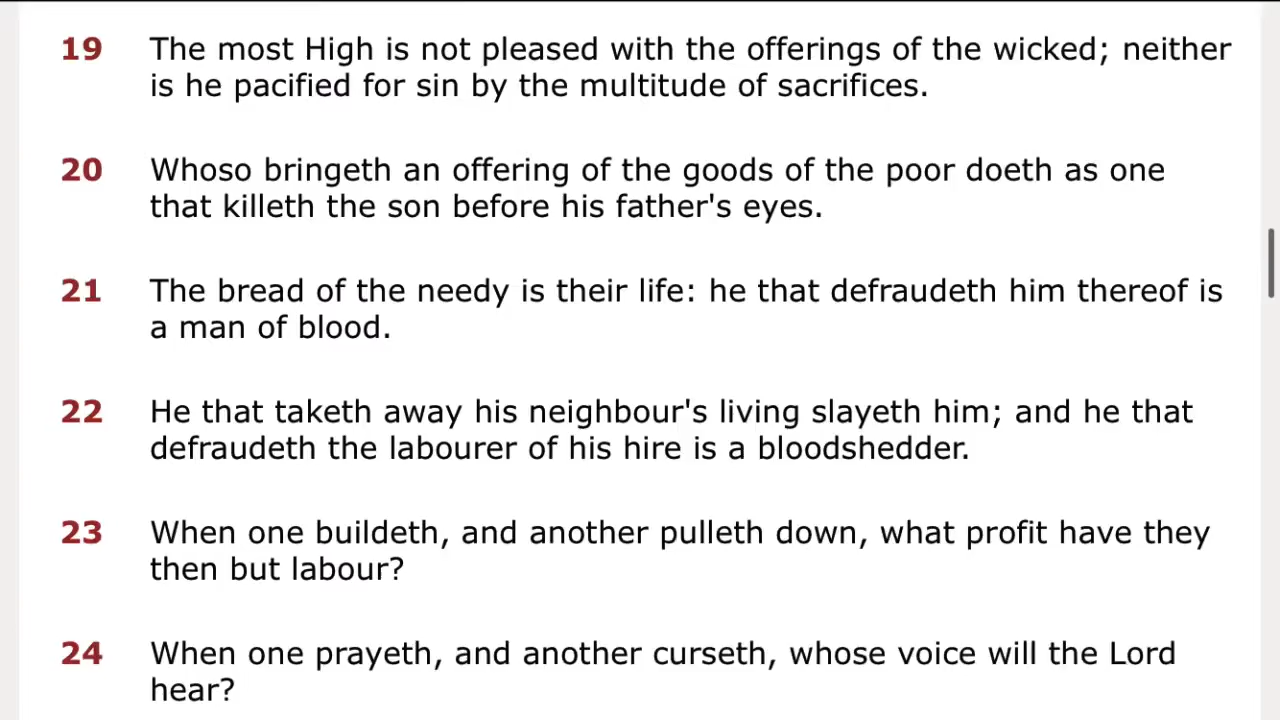 19 The most High is not pleased with the offerings of the wicked; neither
is he pacified for sin by the multitude of sacrifices.
20 Whoso bringeth an offering of the goods of the poor doeth as one
that killeth the son before his father's eyes.
21 The bread of the needy is their life: he that defraudeth him thereof is
a man of blood.
22 He that taketh away his neighbour's living slayeth him; and he that
defraudeth the labourer of his hire is a bloodshedder.
23 When one buildeth, and another pulleth down, what profit have they
then but labour?
24 When one prayeth, and another curseth, whose voice will the Lord
hear?